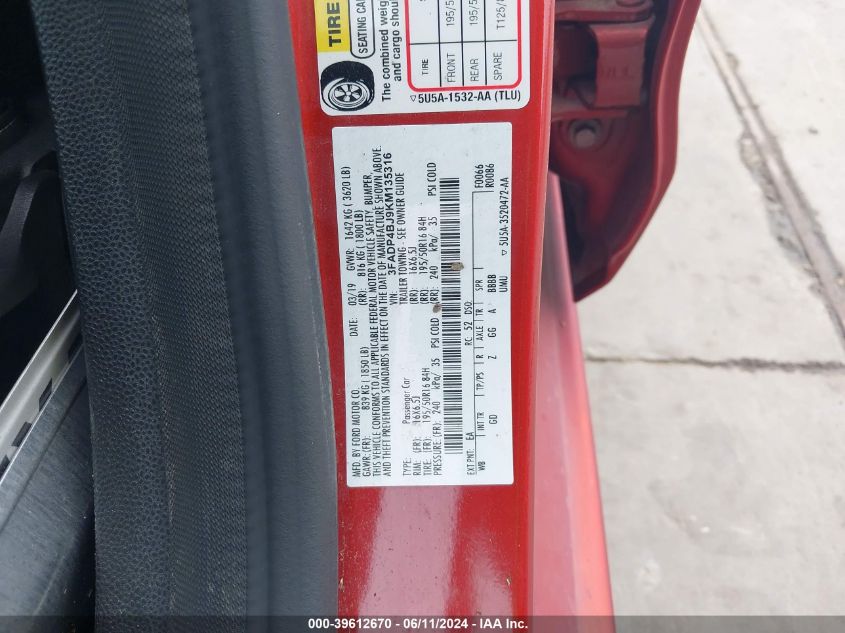 TIRE
SEATING CA
The combined weig
and cargo shou
TIRE
FRONT 195/5
REAR 195/5
SPARE T125/
5U5A-1532-AA (TLU)
MFD. BY FORD MOTOR CO.
DATE: 03/19 GVWR: 1642 KG ( 3620 LB)
GAWR: (FR): 839 KG (1850 LB) (RR): 816 KG (1800 LB)
THIS VEHICLE CONFORMS TO ALL APPLICABLE FEDERAL MOTOR VEHICLE SAFETY, BUMPER,
AND THEFT PREVENTION STANDARDS IN EFFECT ON THE DATE OF MANUFACTURE SHOWN ABOVE.
VIN: 3FADP4BJ9KM135316
TYPE: Passenger Car TRAILER TOWING - SEE OWNER GUIDE
RIM: (FR): 16X6.5J (RR): 16X6.5J
TIRE: (FR): 195/50R16 84H (RR): 195/50R16 84H
PRESSURE: (FR): 240 kPa/ 35 PSI COLD (RR): 240 kPa/ 35 PSI COLD
EXT PNT: EA RC: 52 DSO: F0066
R0086
WB INT TR TP/PS R AXLE TR SPR
GD Z GG A BBBB
UNU
5U5A-3520472-AA
000-39612670 - 06/11/2024 - IAA Inc.